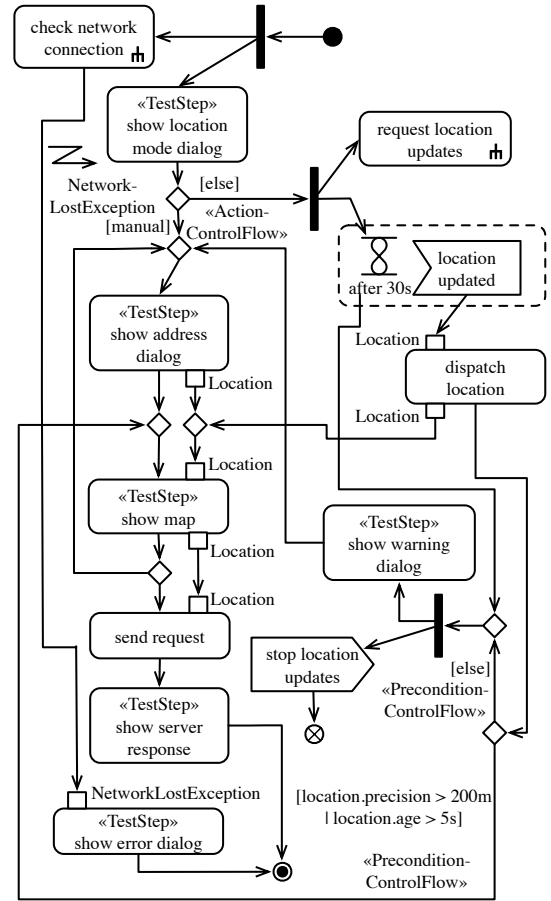 check network
connection
«TestStep»
show location
mode dialog
request location
updates
Network-
LostException
[else]
[manual]
«Action-
ControlFlow»
location
updated
after 30s
«TestStep»
show address
dialog
Location
dispatch
location
Location
Location
Location
«TestStep»
show map
«TestStep»
show warning
dialog
Location
Location
send request
stop location
updates
[else]
«Precondition-
ControlFlow»
«TestStep»
show server
response
NetworkLostException
[location.precision > 200m
| location.age > 5s]
«TestStep»
show error dialog
«Precondition-
ControlFlow»